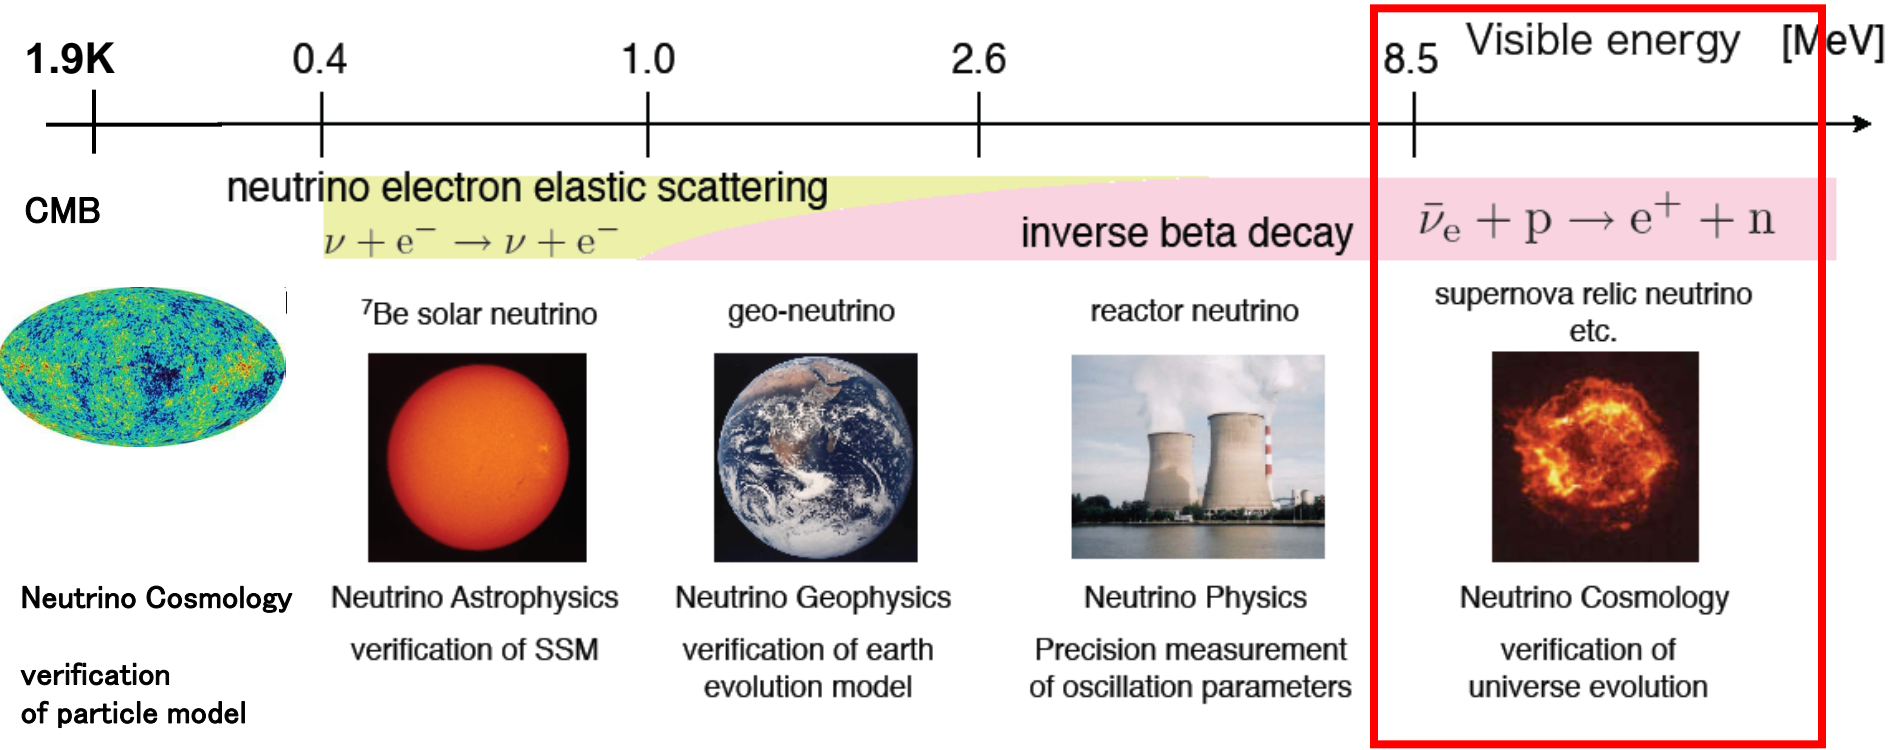 1.9K 0.4 1.0 2.6 8.5 Visible energy [MeV]
CMB
neutrino electron elastic scattering
ν + e⁻ → ν + e⁻
inverse beta decay
ν̄ₑ + p → e⁺ + n
⁷Be solar neutrino
geo-neutrino
reactor neutrino
supernova relic neutrino
etc.
Neutrino Cosmology
verification
of particle model
Neutrino Astrophysics
verification of SSM
Neutrino Geophysics
verification of earth
evolution model
Neutrino Physics
Precision measurement
of oscillation parameters
Neutrino Cosmology
verification of
universe evolution